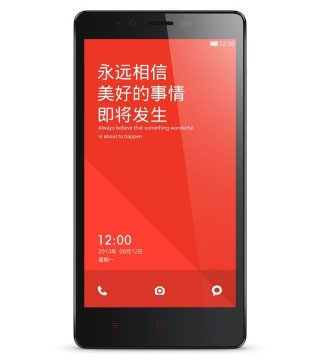 12:00
永远相信
美好的事情
即将发生
Always believe that something wonderful
is about to happen
12:00
2013年 08月12日
星期一